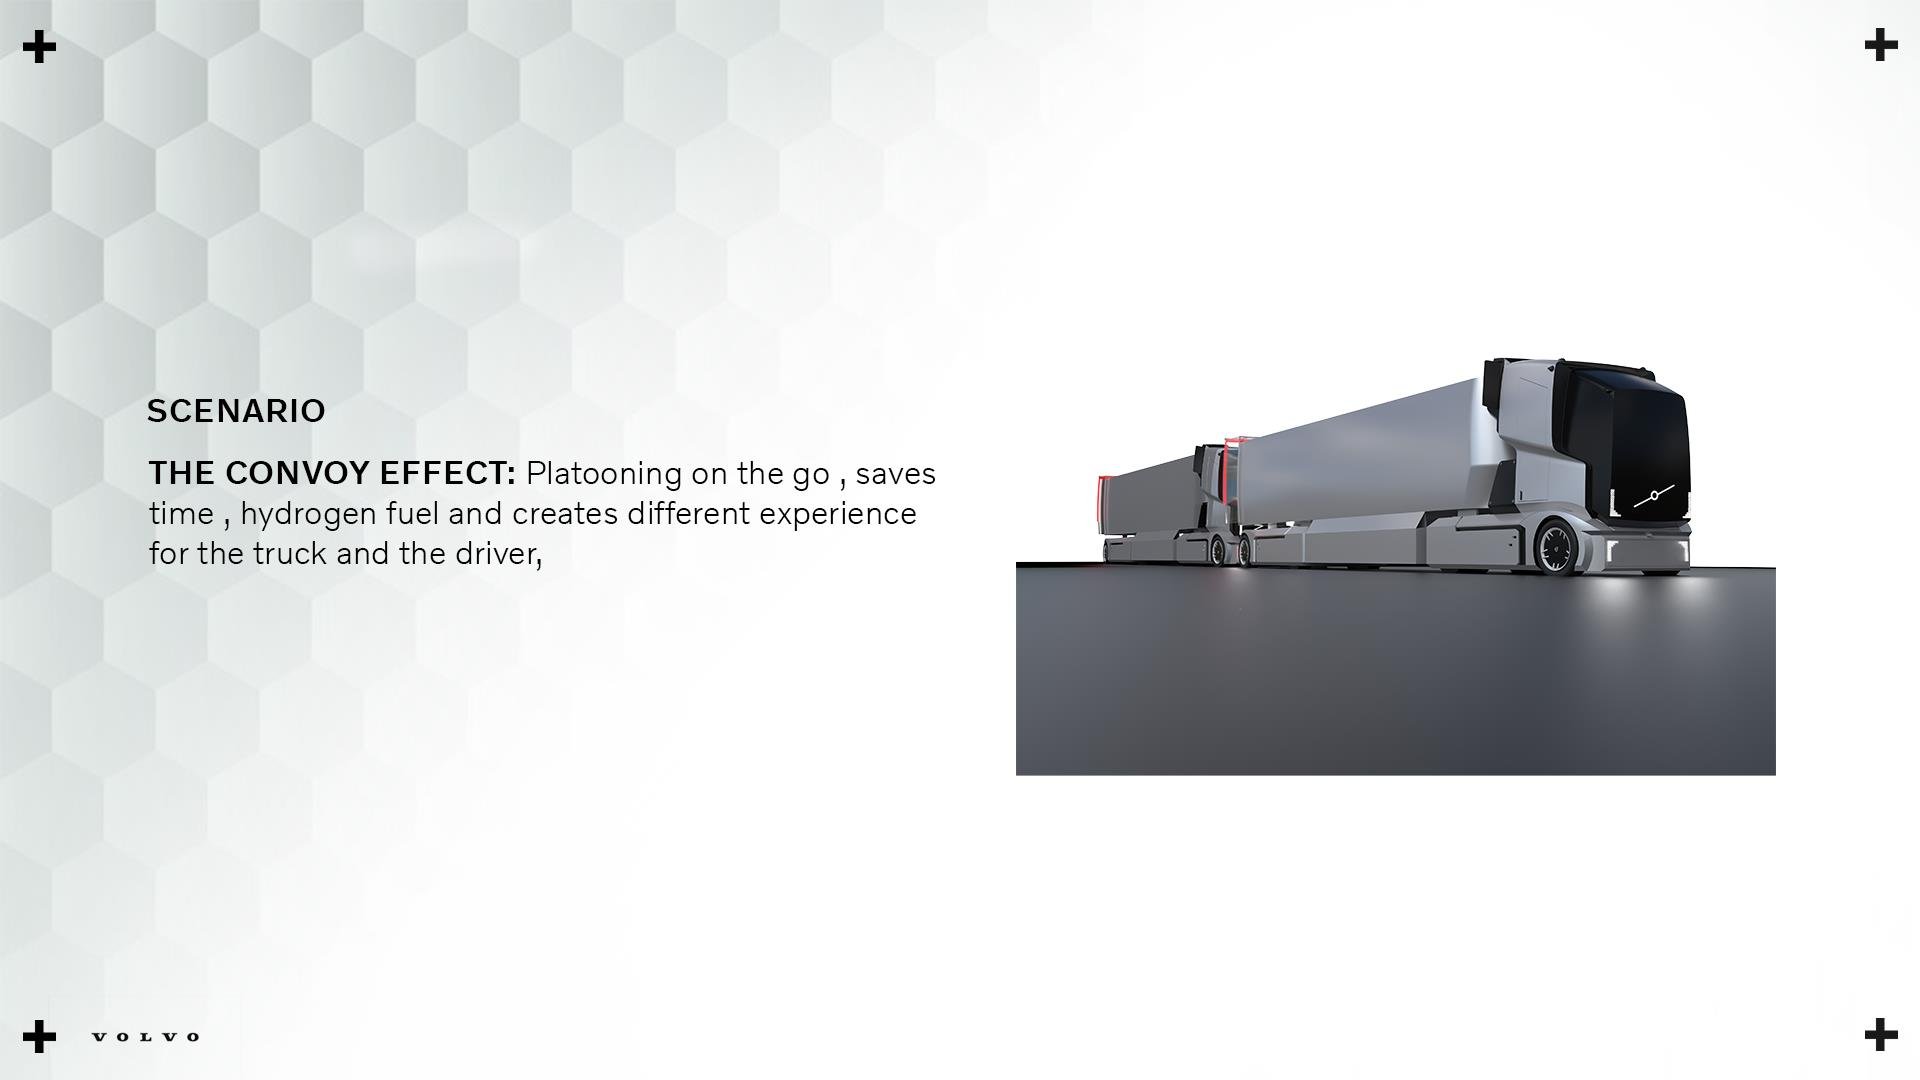 SCENARIO
THE CONVOY EFFECT: Platooning on the go , saves
time , hydrogen fuel and creates different experience
for the truck and the driver,
VOLVO